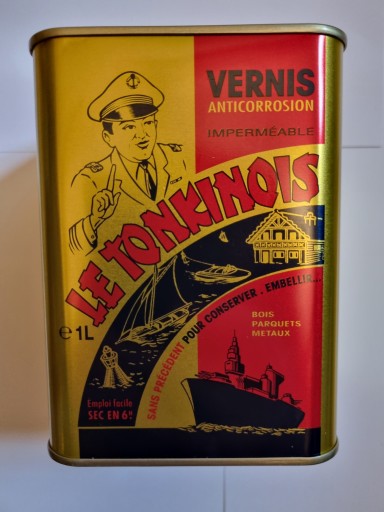 VERNIS
ANTICORROSION
IMPERMÉABLE
LE TONKINOIS
SANS PRÉCÉDENT POUR CONSERVER . EMBELLIR...
e 1L
BOIS
PARQUETS
METAUX
Emploi facile
SEC EN 6H